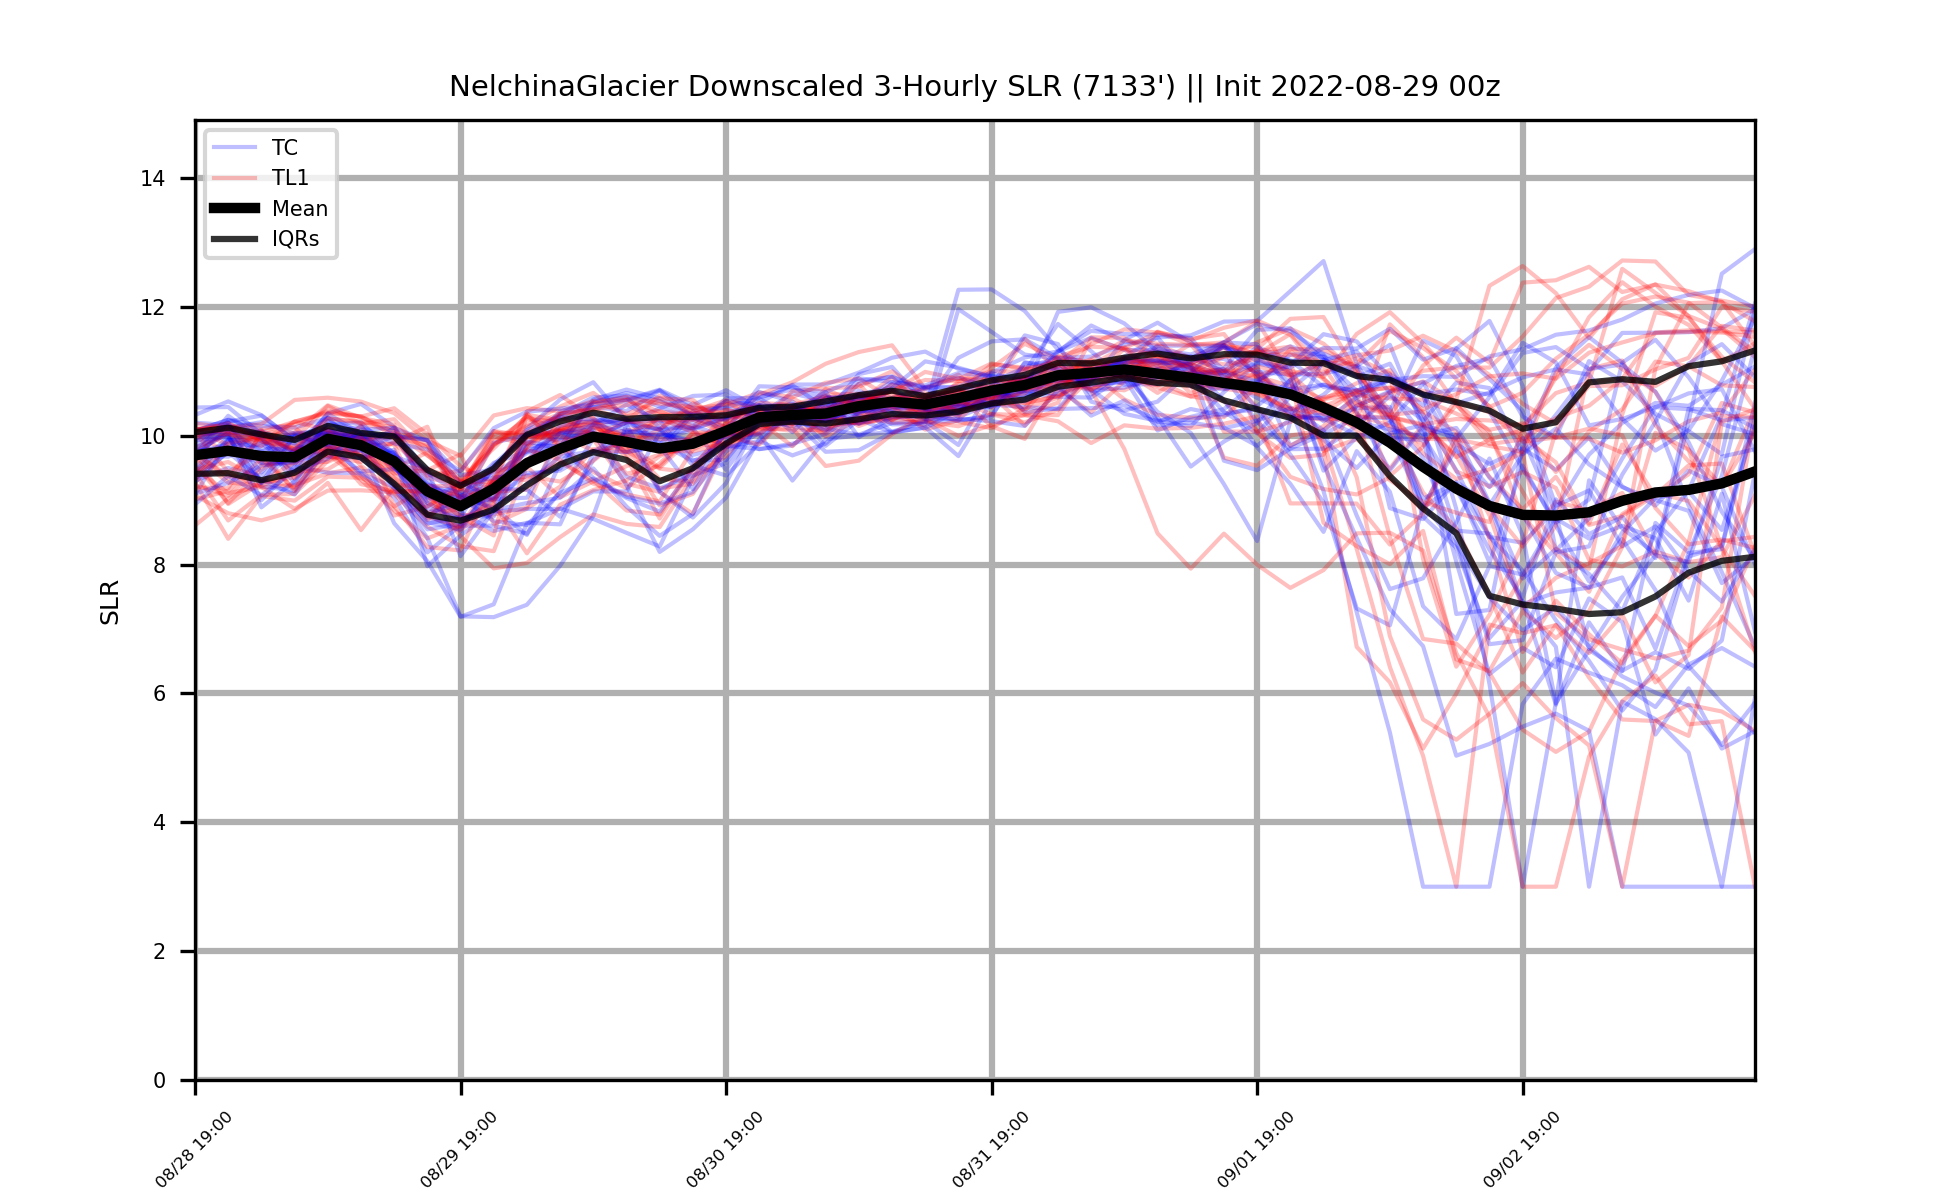 NelchinaGlacier Downscaled 3-Hourly SLR (7133') || Init 2022-08-29 00z
TC
TL1
Mean
IQRs
14
12
10
8
6
4
2
0
SLR
08/28 19:00
08/29 19:00
08/30 19:00
08/31 19:00
09/01 19:00
09/02 19:00